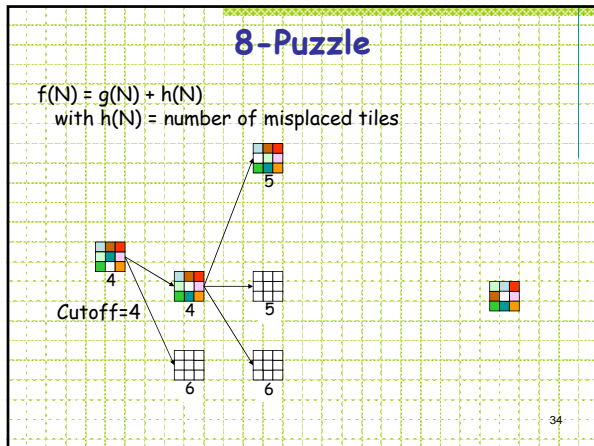 8-Puzzle
f(N) = g(N) + h(N)
with h(N) = number of misplaced tiles
5
4
4
5
Cutoff=4
6
6
34